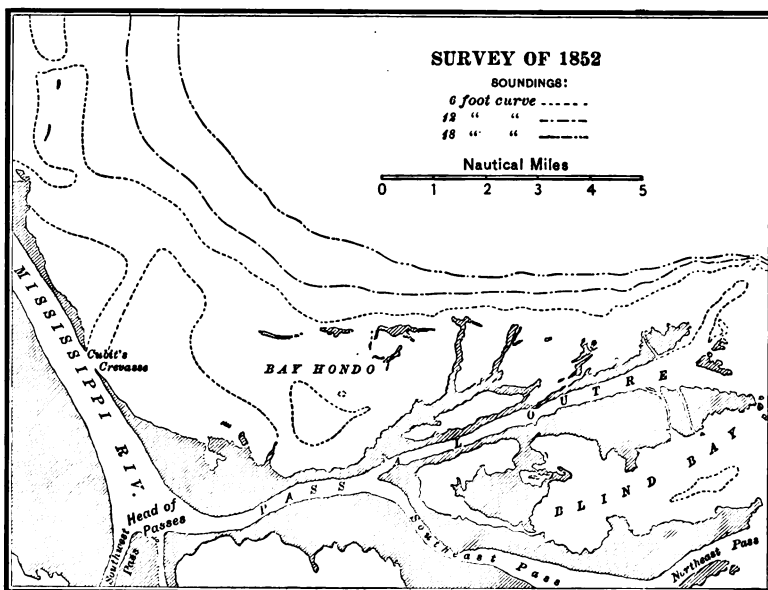 SURVEY OF 1852
SOUNDINGS:
6 foot curve
12 " "
18 " "
Nautical Miles
0 1 2 3 4 5
MISSISSIPPI RIV.
Cubit's
Crevasse
BAY HONDO
PASS A L OUTRE
BLIND BAY
Head of
Passes
Southwest
Pass
Southeast Pass
Northeast Pass